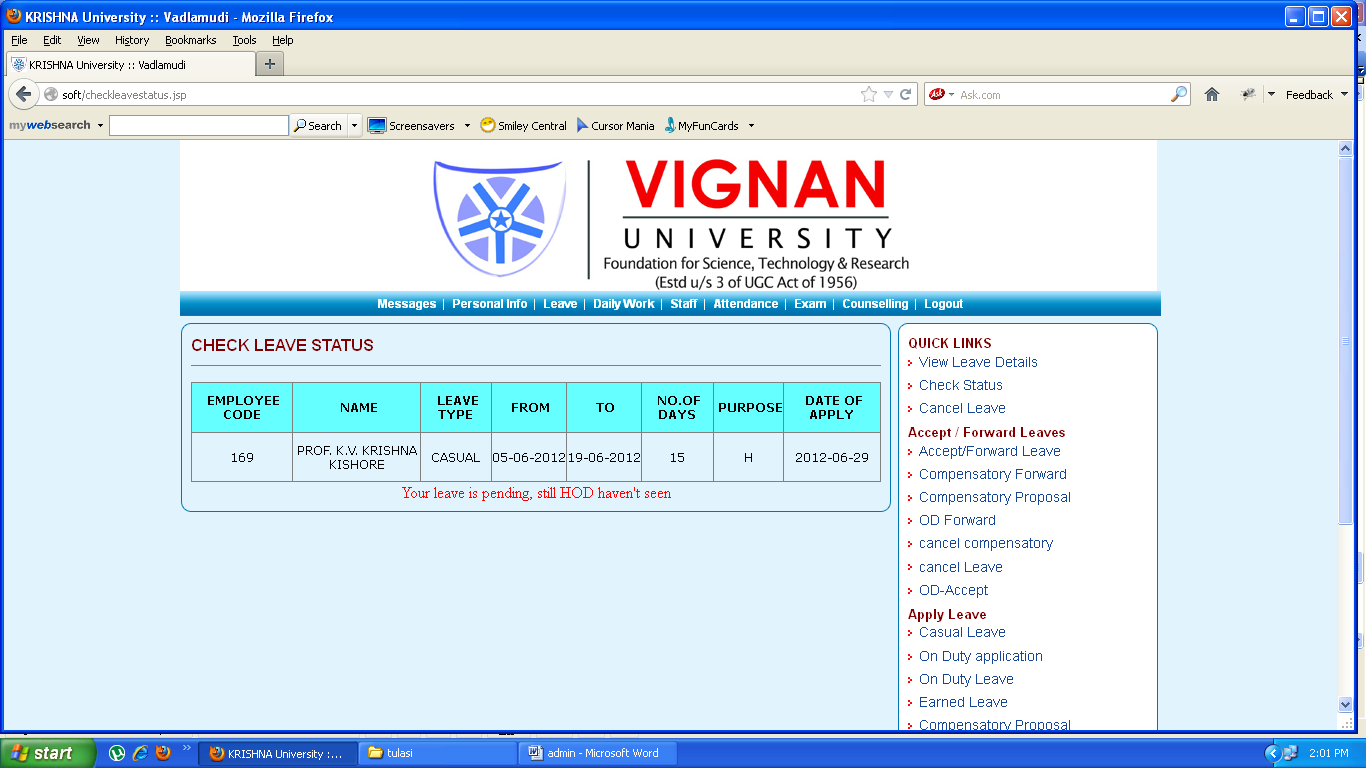 KRISHNA University :: Vadlamudi - Mozilla Firefox
File Edit View History Bookmarks Tools Help
KRISHNA University :: Vadlamudi
soft/checkleavestatus.jsp
Ask Ask.com
Feedback
mywebsearch Search Screensavers Smiley Central Cursor Mania MyFunCards
VIGNAN
UNIVERSITY
Foundation for Science, Technology & Research
(Estd u/s 3 of UGC Act of 1956)
Messages | Personal Info | Leave | Daily Work | Staff | Attendance | Exam | Counselling | Logout
CHECK LEAVE STATUS
EMPLOYEE CODE NAME LEAVE TYPE FROM TO NO.OF DAYS PURPOSE DATE OF APPLY
169 PROF. K.V. KRISHNA KISHORE CASUAL 05-06-2012 19-06-2012 15 H 2012-06-29
Your leave is pending, still HOD haven't seen
QUICK LINKS
View Leave Details
Check Status
Cancel Leave
Accept / Forward Leaves
Accept/Forward Leave
Compensatory Forward
Compensatory Proposal
OD Forward
cancel compensatory
cancel Leave
OD-Accept
Apply Leave
Casual Leave
On Duty application
On Duty Leave
Earned Leave
Compensatory Proposal
start KRISHNA University :... tulasi admin - Microsoft Word 2:01 PM